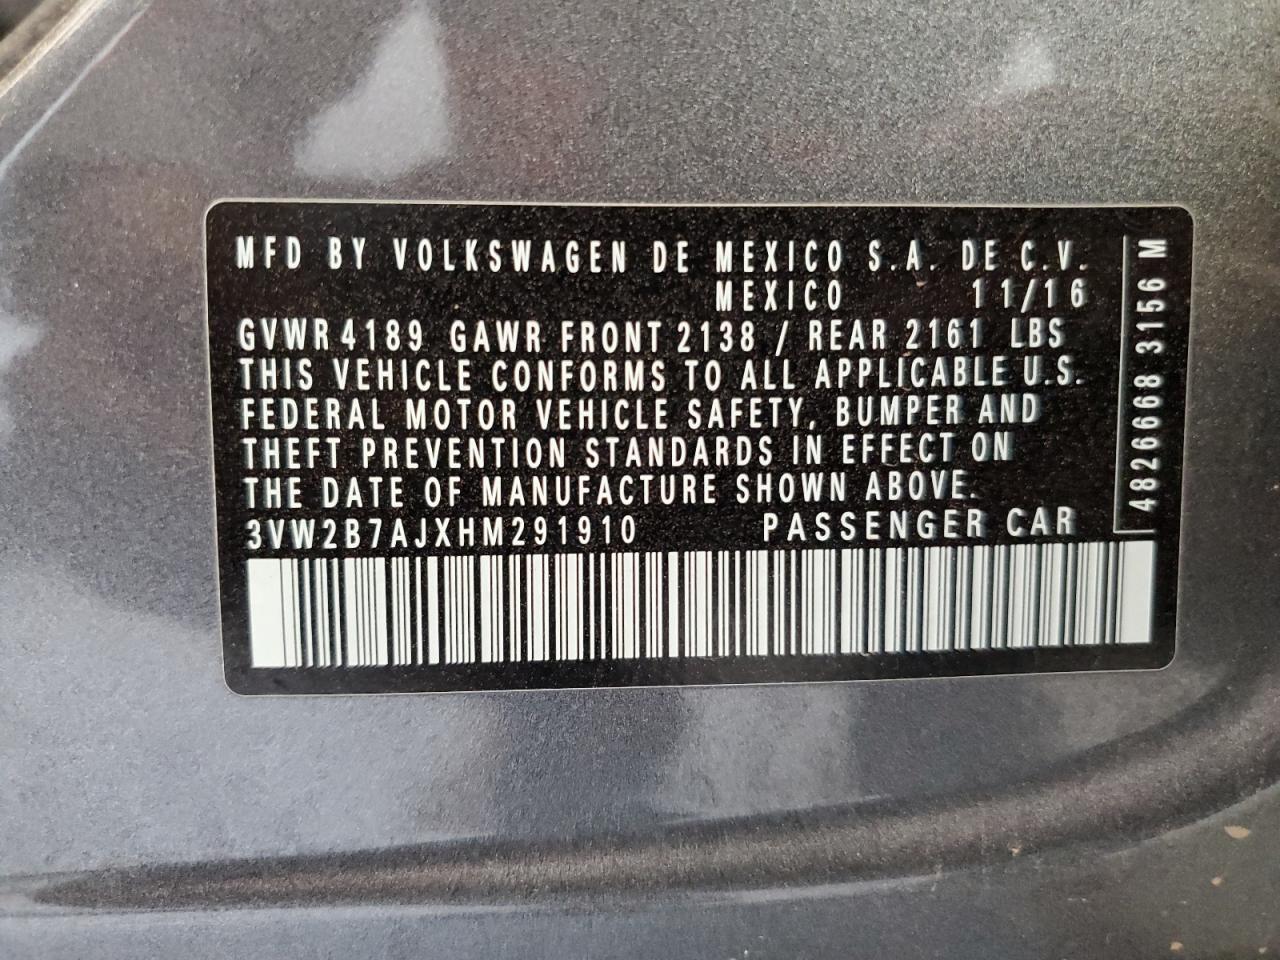 MFD BY VOLKSWAGEN DE MEXICO S.A. DE C.V.
MEXICO 11/16
GVWR 4189 GAWR FRONT 2138 / REAR 2161 LBS
THIS VEHICLE CONFORMS TO ALL APPLICABLE U.S.
FEDERAL MOTOR VEHICLE SAFETY, BUMPER AND
THEFT PREVENTION STANDARDS IN EFFECT ON
THE DATE OF MANUFACTURE SHOWN ABOVE.
3VW2B7AJXHM291910 PASSENGER CAR
4826668 3156 M